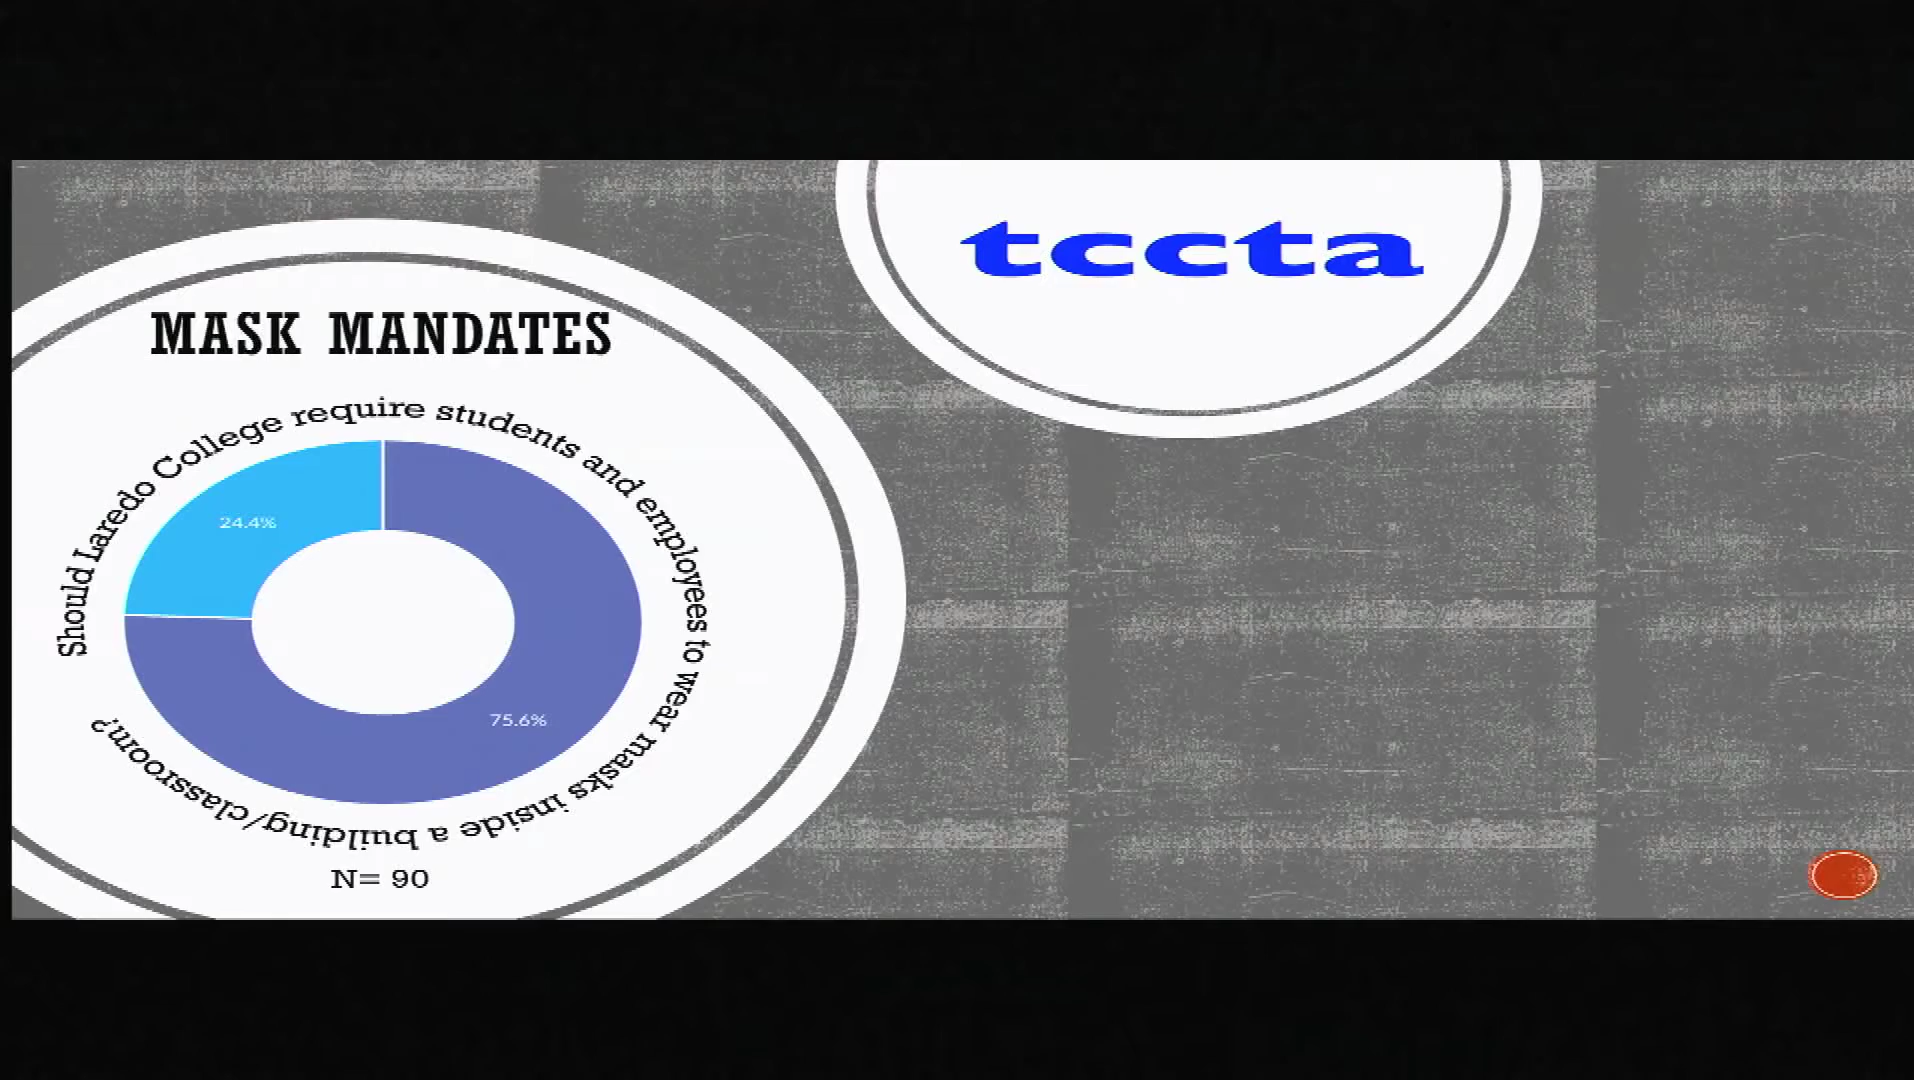 tccta
MASK MANDATES
Should Laredo College require students and employees to wear masks inside a building/classroom?
24.4%
75.6%
N= 90